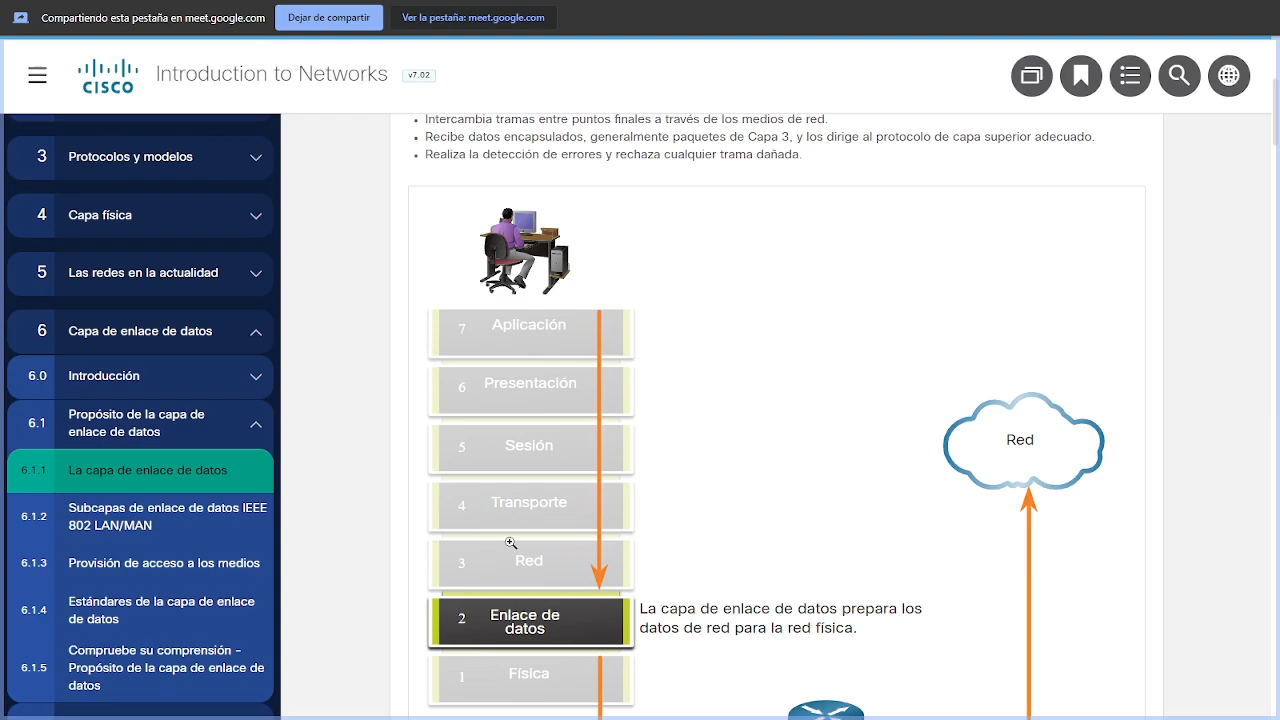 Compartiendo esta pestaña en meet.google.com
Dejar de compartir
Ver la pestaña: meet.google.com
CISCO
Introduction to Networks
v7.02
Intercambia tramas entre puntos finales a través de los medios de red.
Recibe datos encapsulados, generalmente paquetes de Capa 3, y los dirige al protocolo de capa superior adecuado.
Realiza la detección de errores y rechaza cualquier trama dañada.
3 Protocolos y modelos
4 Capa física
5 Las redes en la actualidad
6 Capa de enlace de datos
6.0 Introducción
6.1 Propósito de la capa de
enlace de datos
6.1.1 La capa de enlace de datos
6.1.2 Subcapas de enlace de datos IEEE
802 LAN/MAN
6.1.3 Provisión de acceso a los medios
6.1.4 Estándares de la capa de enlace
de datos
6.1.5 Compruebe su comprensión –
Propósito de la capa de enlace de
datos
7 Aplicación
6 Presentación
5 Sesión
4 Transporte
3 Red
2 Enlace de
datos
1 Física
La capa de enlace de datos prepara los
datos de red para la red física.
Red